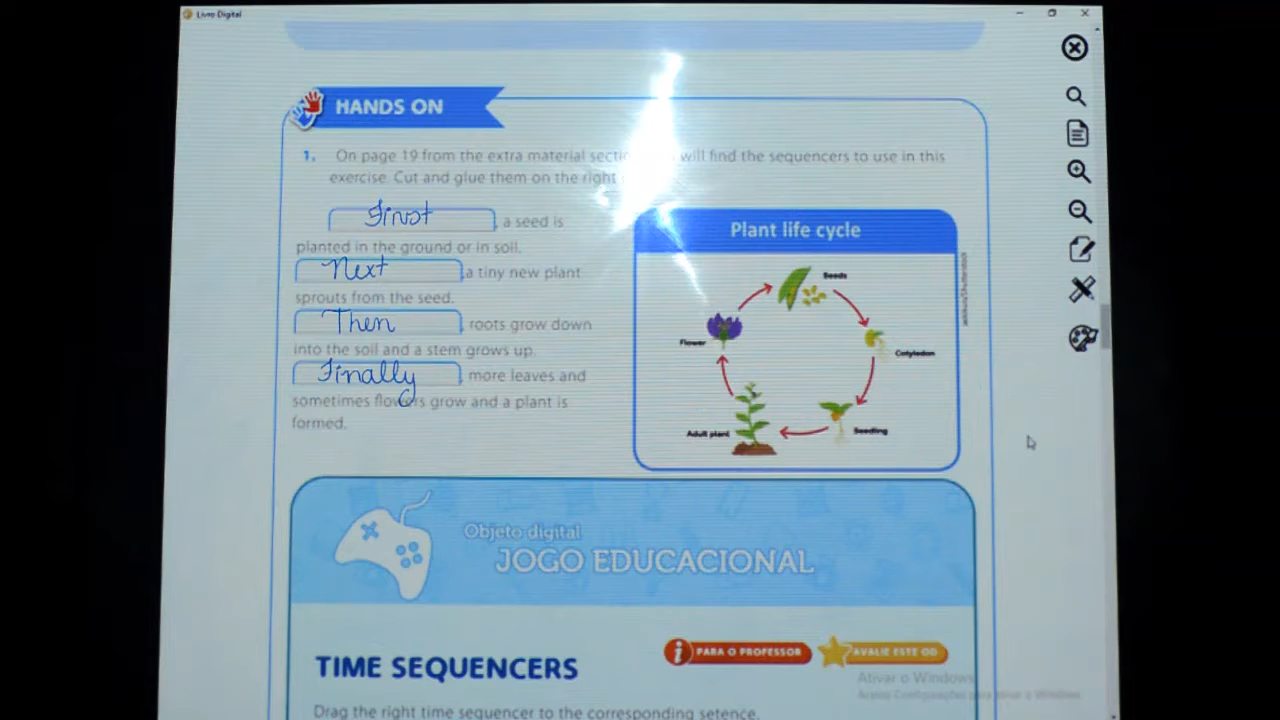 Livro Digital
HANDS ON
1. On page 19 from the extra material will find the sequencers to use in this
exercise. Cut and glue them on the right
First, a seed is
planted in the ground or in soil.
Next, a tiny new plant
sprouts from the seed.
Then, roots grow down
into the soil and a stem grows up.
Finally, more leaves and
sometimes flowers grow and a plant is
formed.
Plant life cycle
Seeds
Flower
Cotyledon
Adult plant
Seedling
Objeto digital
JOGO EDUCACIONAL
PARA O PROFESSOR
AVALIE ESTE OD
TIME SEQUENCERS
Ativar o Windows
Acesse Configurações para ativar o Windows.
Drag the right time sequencer to the corresponding setence.